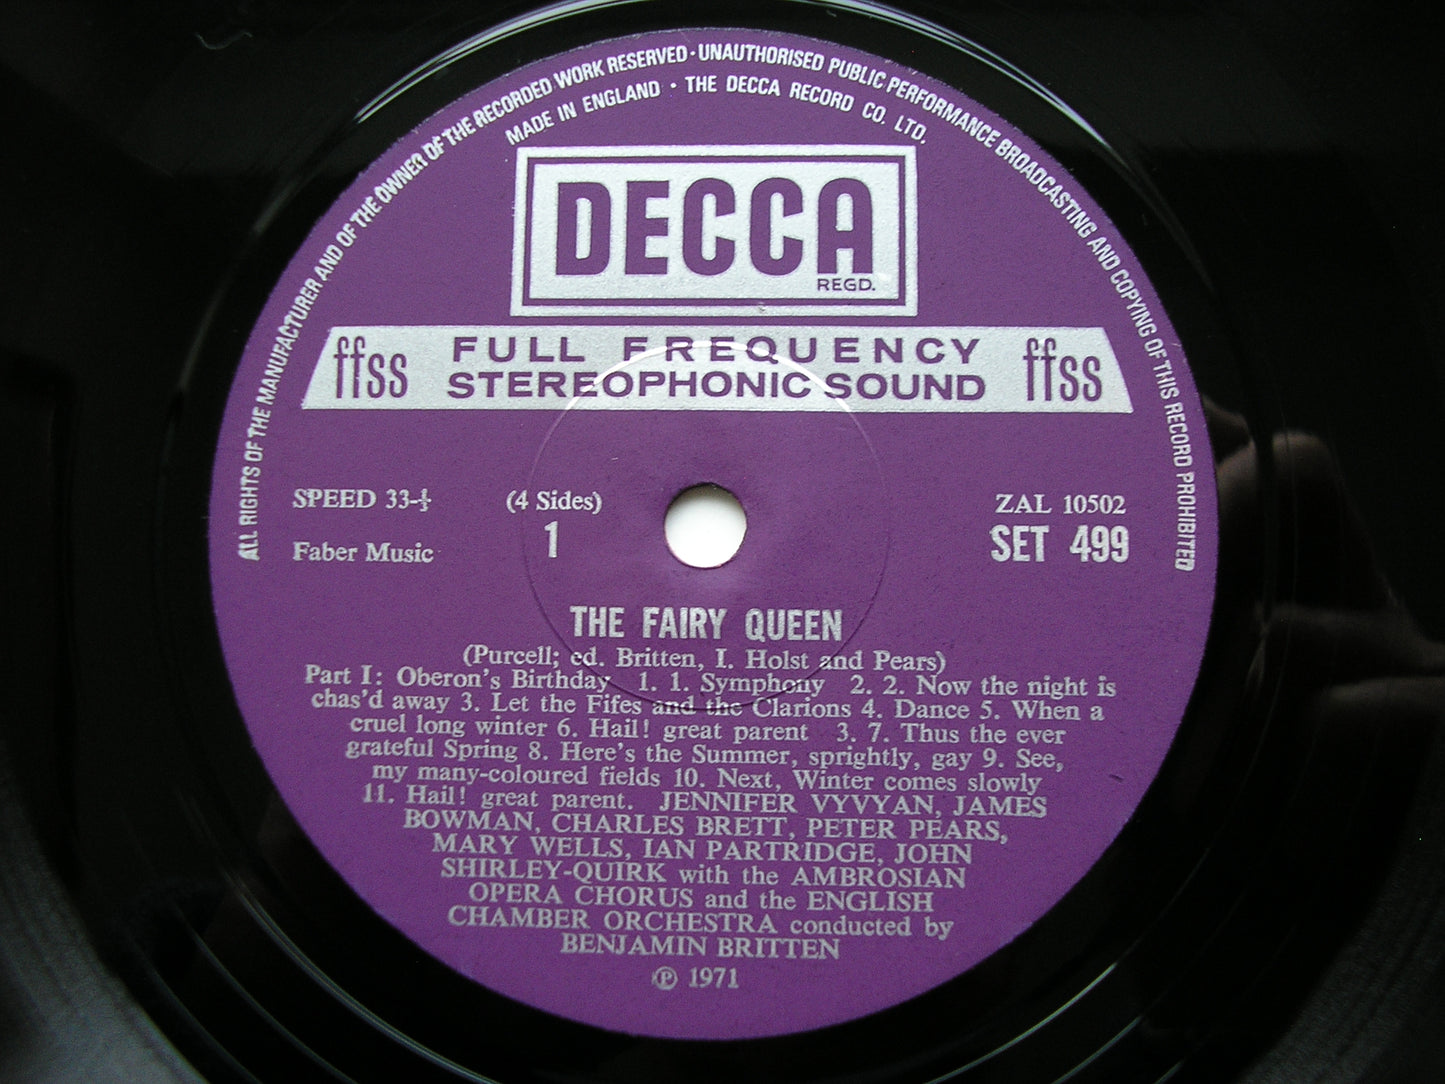 ALL RIGHTS OF THE MANUFACTURER AND OF THE OWNER OF THE RECORDED WORK RESERVED · UNAUTHORISED PUBLIC PERFORMANCE BROADCASTING AND COPYING OF THIS RECORD PROHIBITED
MADE IN ENGLAND · THE DECCA RECORD CO. LTD.
DECCA
REGD.
ffss FULL FREQUENCY ffss
STEREOPHONIC SOUND
SPEED 33-⅓ (4 Sides) ZAL 10502
1 SET 499
Faber Music
THE FAIRY QUEEN
(Purcell; ed. Britten, I. Holst and Pears)
Part I: Oberon's Birthday 1. 1. Symphony 2. 2. Now the night is
chas'd away 3. Let the Fifes and the Clarions 4. Dance 5. When a
cruel long winter 6. Hail! great parent 3. 7. Thus the ever
grateful Spring 8. Here's the Summer, sprightly, gay 9. See,
my many-coloured fields 10. Next, Winter comes slowly
11. Hail! great parent. JENNIFER VYVYAN, JAMES
BOWMAN, CHARLES BRETT, PETER PEARS,
MARY WELLS, IAN PARTRIDGE, JOHN
SHIRLEY-QUIRK with the AMBROSIAN
OPERA CHORUS and the ENGLISH
CHAMBER ORCHESTRA conducted by
BENJAMIN BRITTEN
℗ 1971